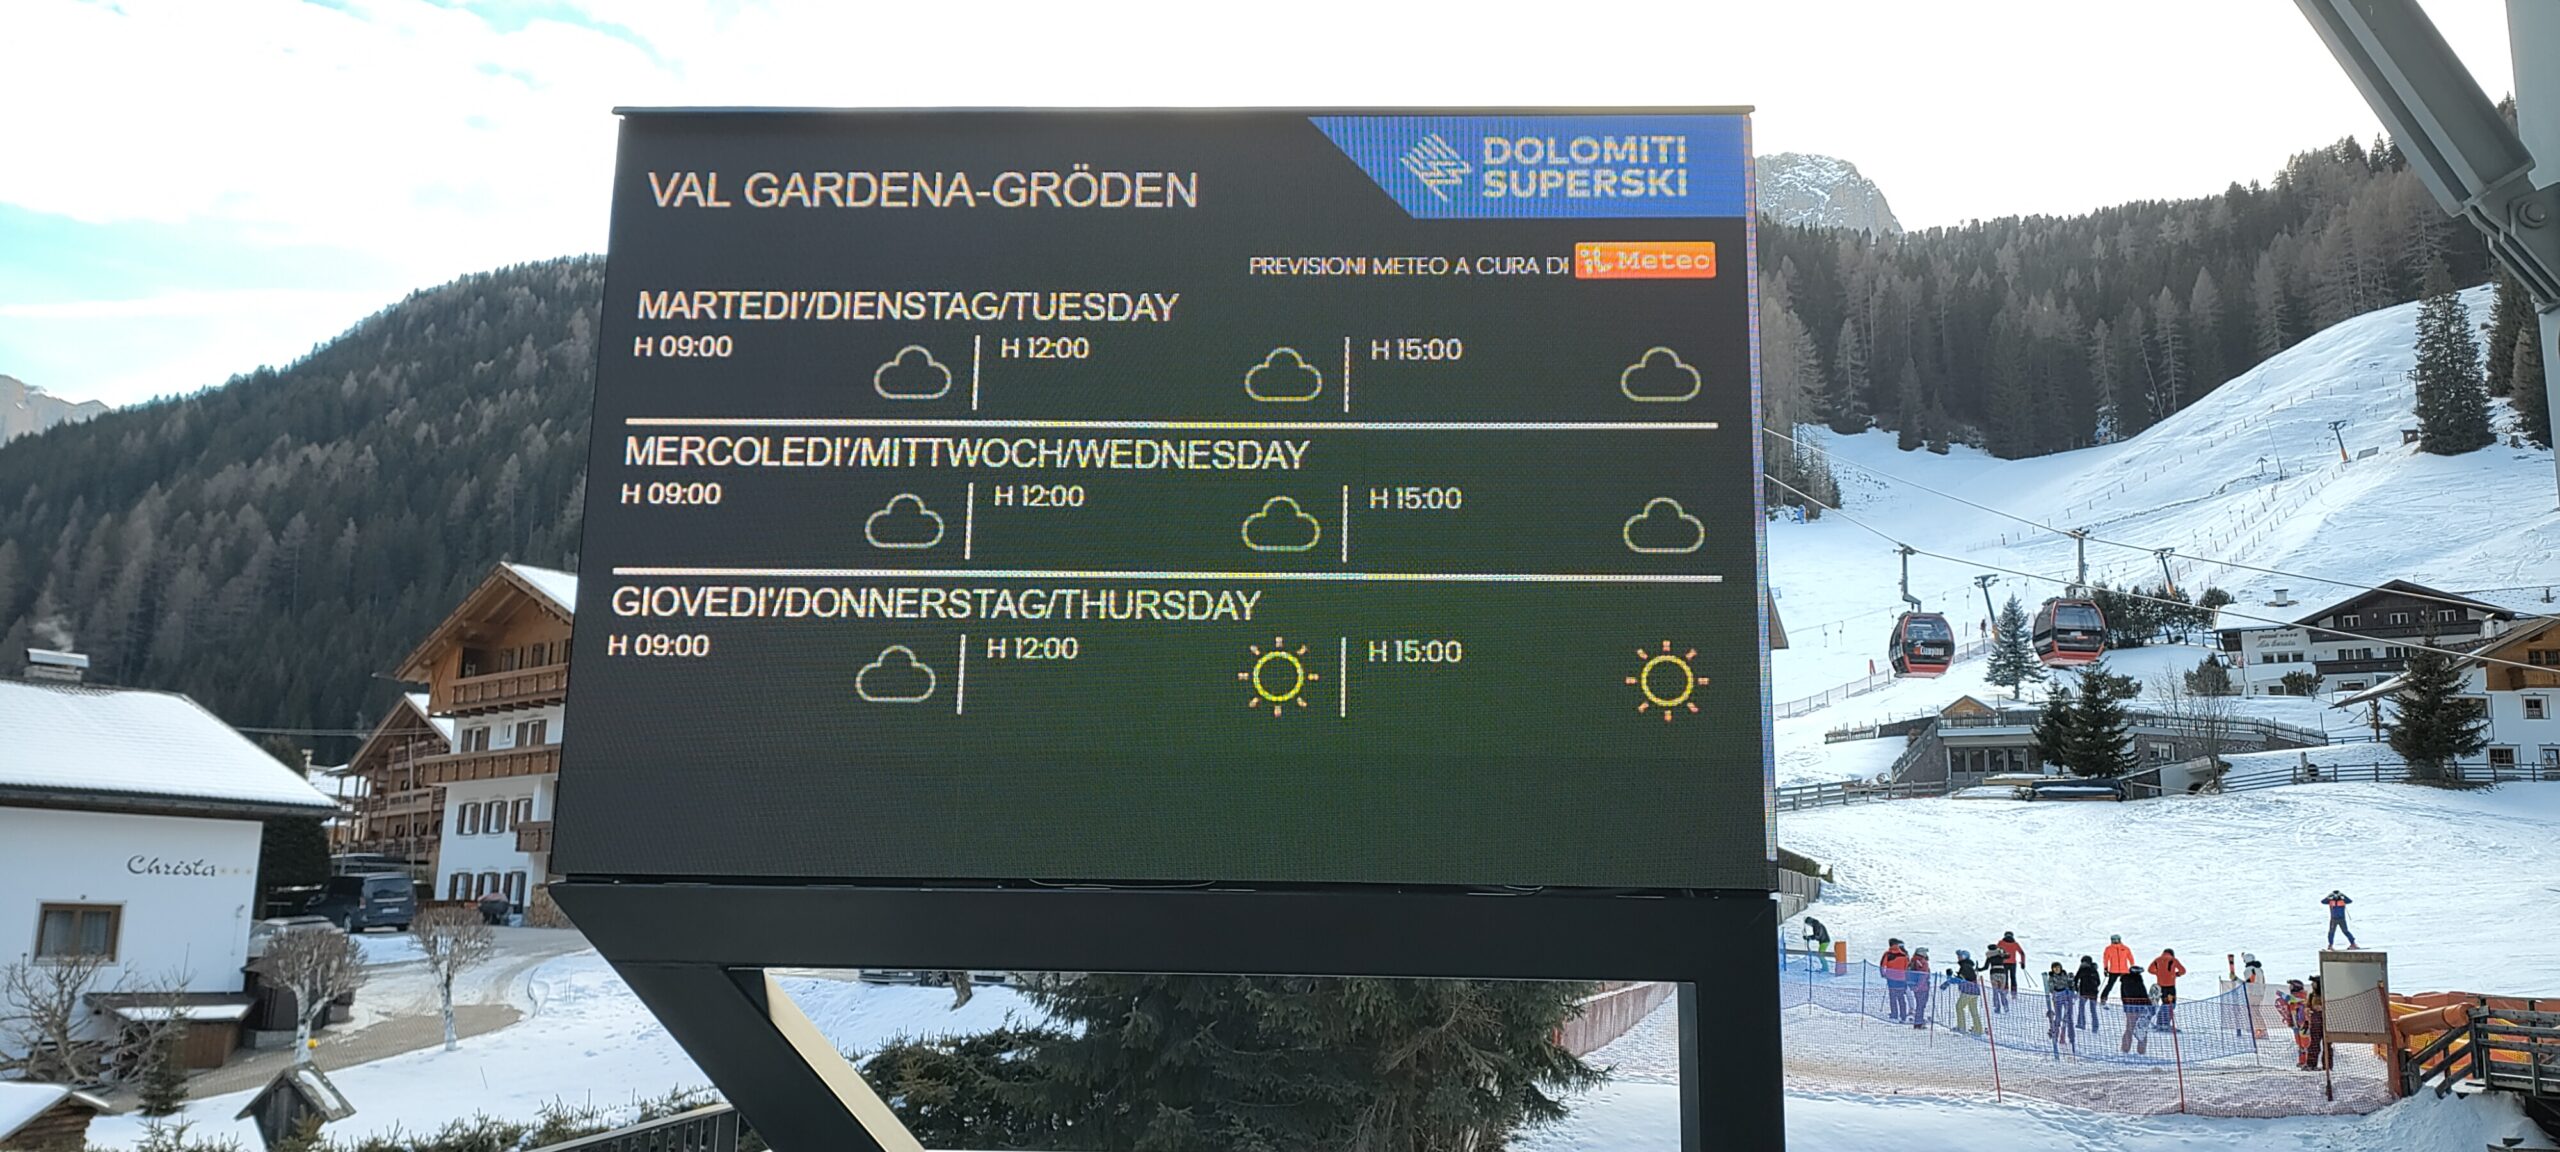 VAL GARDENA-GRÖDEN
DOLOMITI
SUPERSKI
PREVISIONI METEO A CURA DI iL Meteo
MARTEDI'/DIENSTAG/TUESDAY
H 09:00 H 12:00 H 15:00
MERCOLEDI'/MITTWOCH/WEDNESDAY
H 09:00 H 12:00 H 15:00
GIOVEDI'/DONNERSTAG/THURSDAY
H 09:00 H 12:00 H 15:00
Christa
Ciampinoi